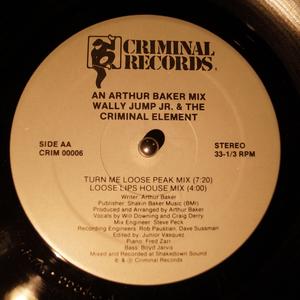 CRIMINAL
RECORDS
AN ARTHUR BAKER MIX
WALLY JUMP JR. & THE
CRIMINAL ELEMENT
SIDE AA
CRIM 00006
STEREO
33-1/3 RPM
TURN ME LOOSE PEAK MIX (7:20)
LOOSE LIPS HOUSE MIX (4:00)
Writer: Arthur Baker
Publisher: Shakin Baker Music (BMI)
Produced and Arranged by Arthur Baker
Vocals by Will Downing and Craig Derry
Mix Engineer: Steve Peck
Recording Engineers: Rob Paustian, Dave Sussman
Edited by: Junior Vasquez
Piano: Fred Zarr
Bass: Boyd Jarvis
Mixed and Recorded at Shakedown Sound
℗ & © Criminal Records